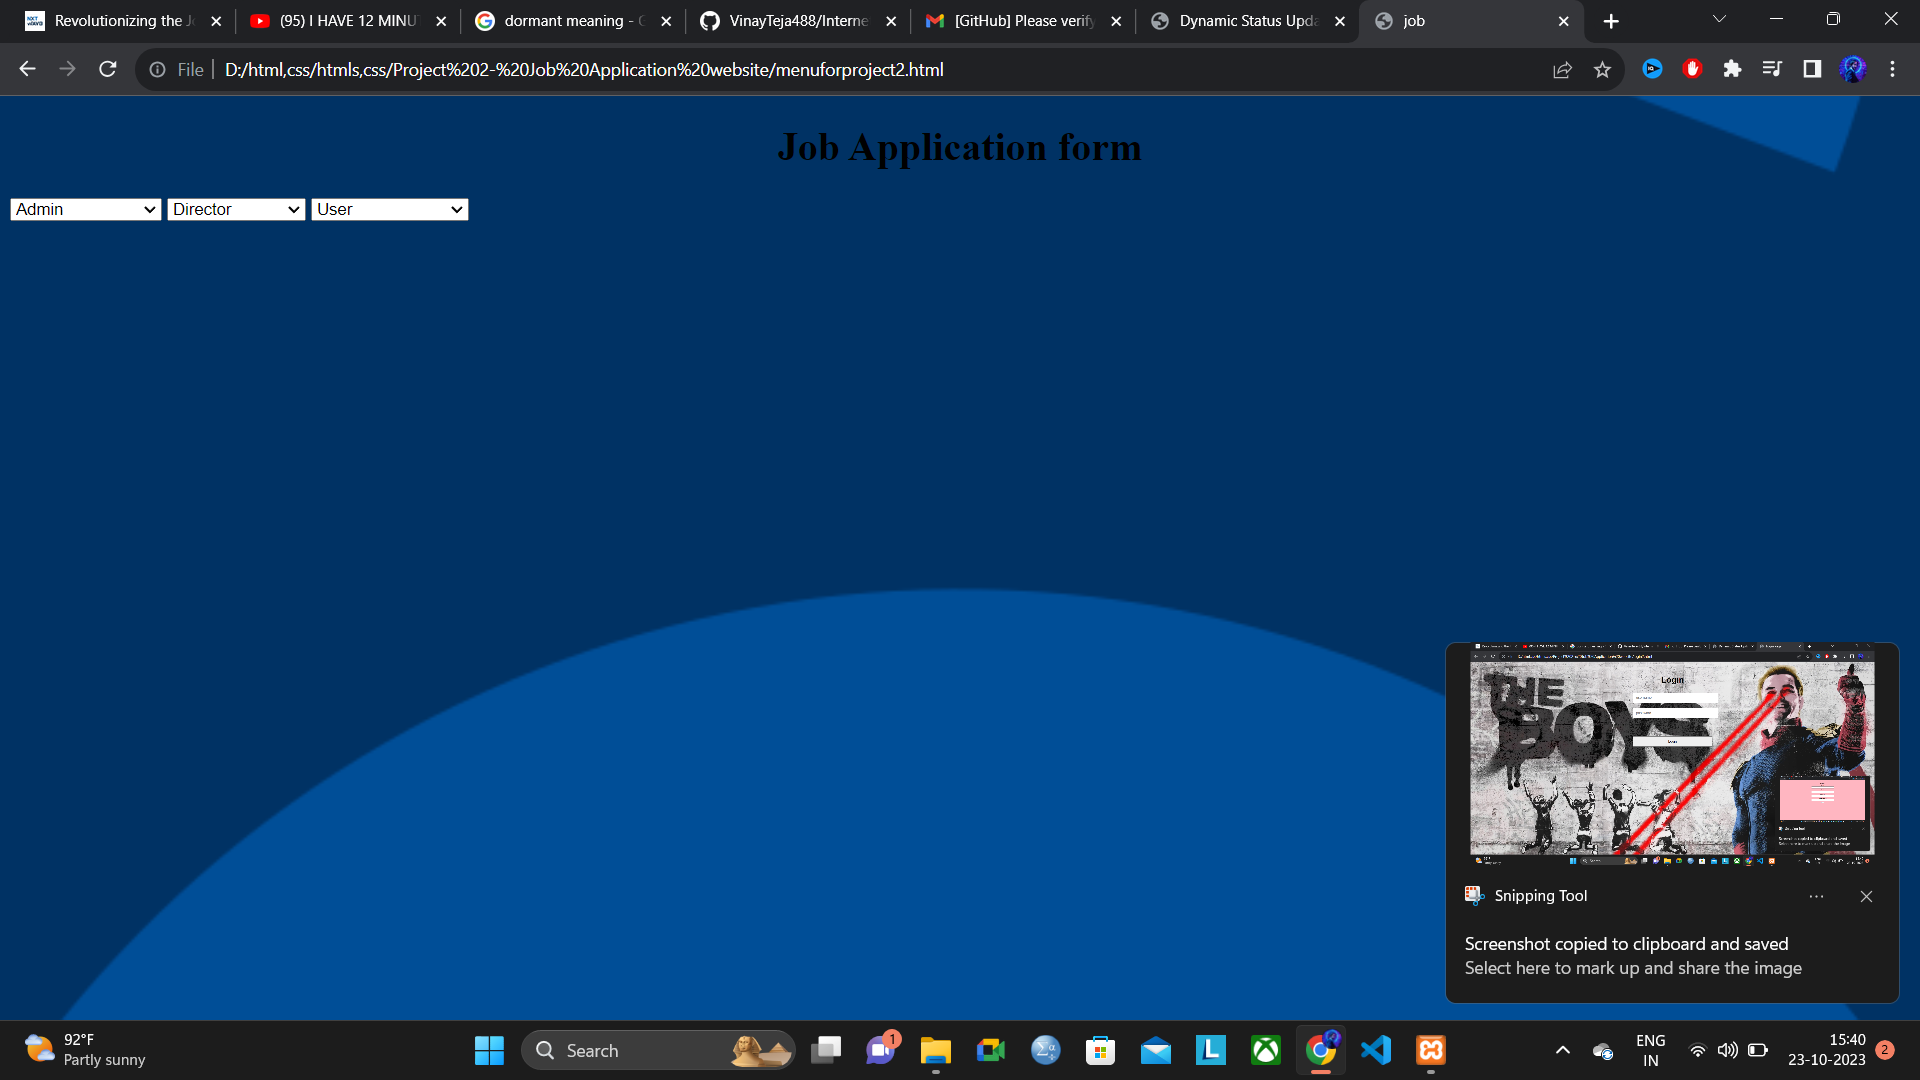 Revolutionizing the J
(95) I HAVE 12 MINU
dormant meaning - G
VinayTeja488/Interne
[GitHub] Please verify
Dynamic Status Upda
job
File
D:/html,css/htmls,css/Project%202-%20Job%20Application%20website/menuforproject2.html
Job Application form
Admin
Director
User
Login
THE
BOYS
Snipping Tool
Screenshot copied to clipboard and saved
Select here to mark up and share the image
92°F
Partly sunny
Search
1
ENG
IN
15:40
23-10-2023
2